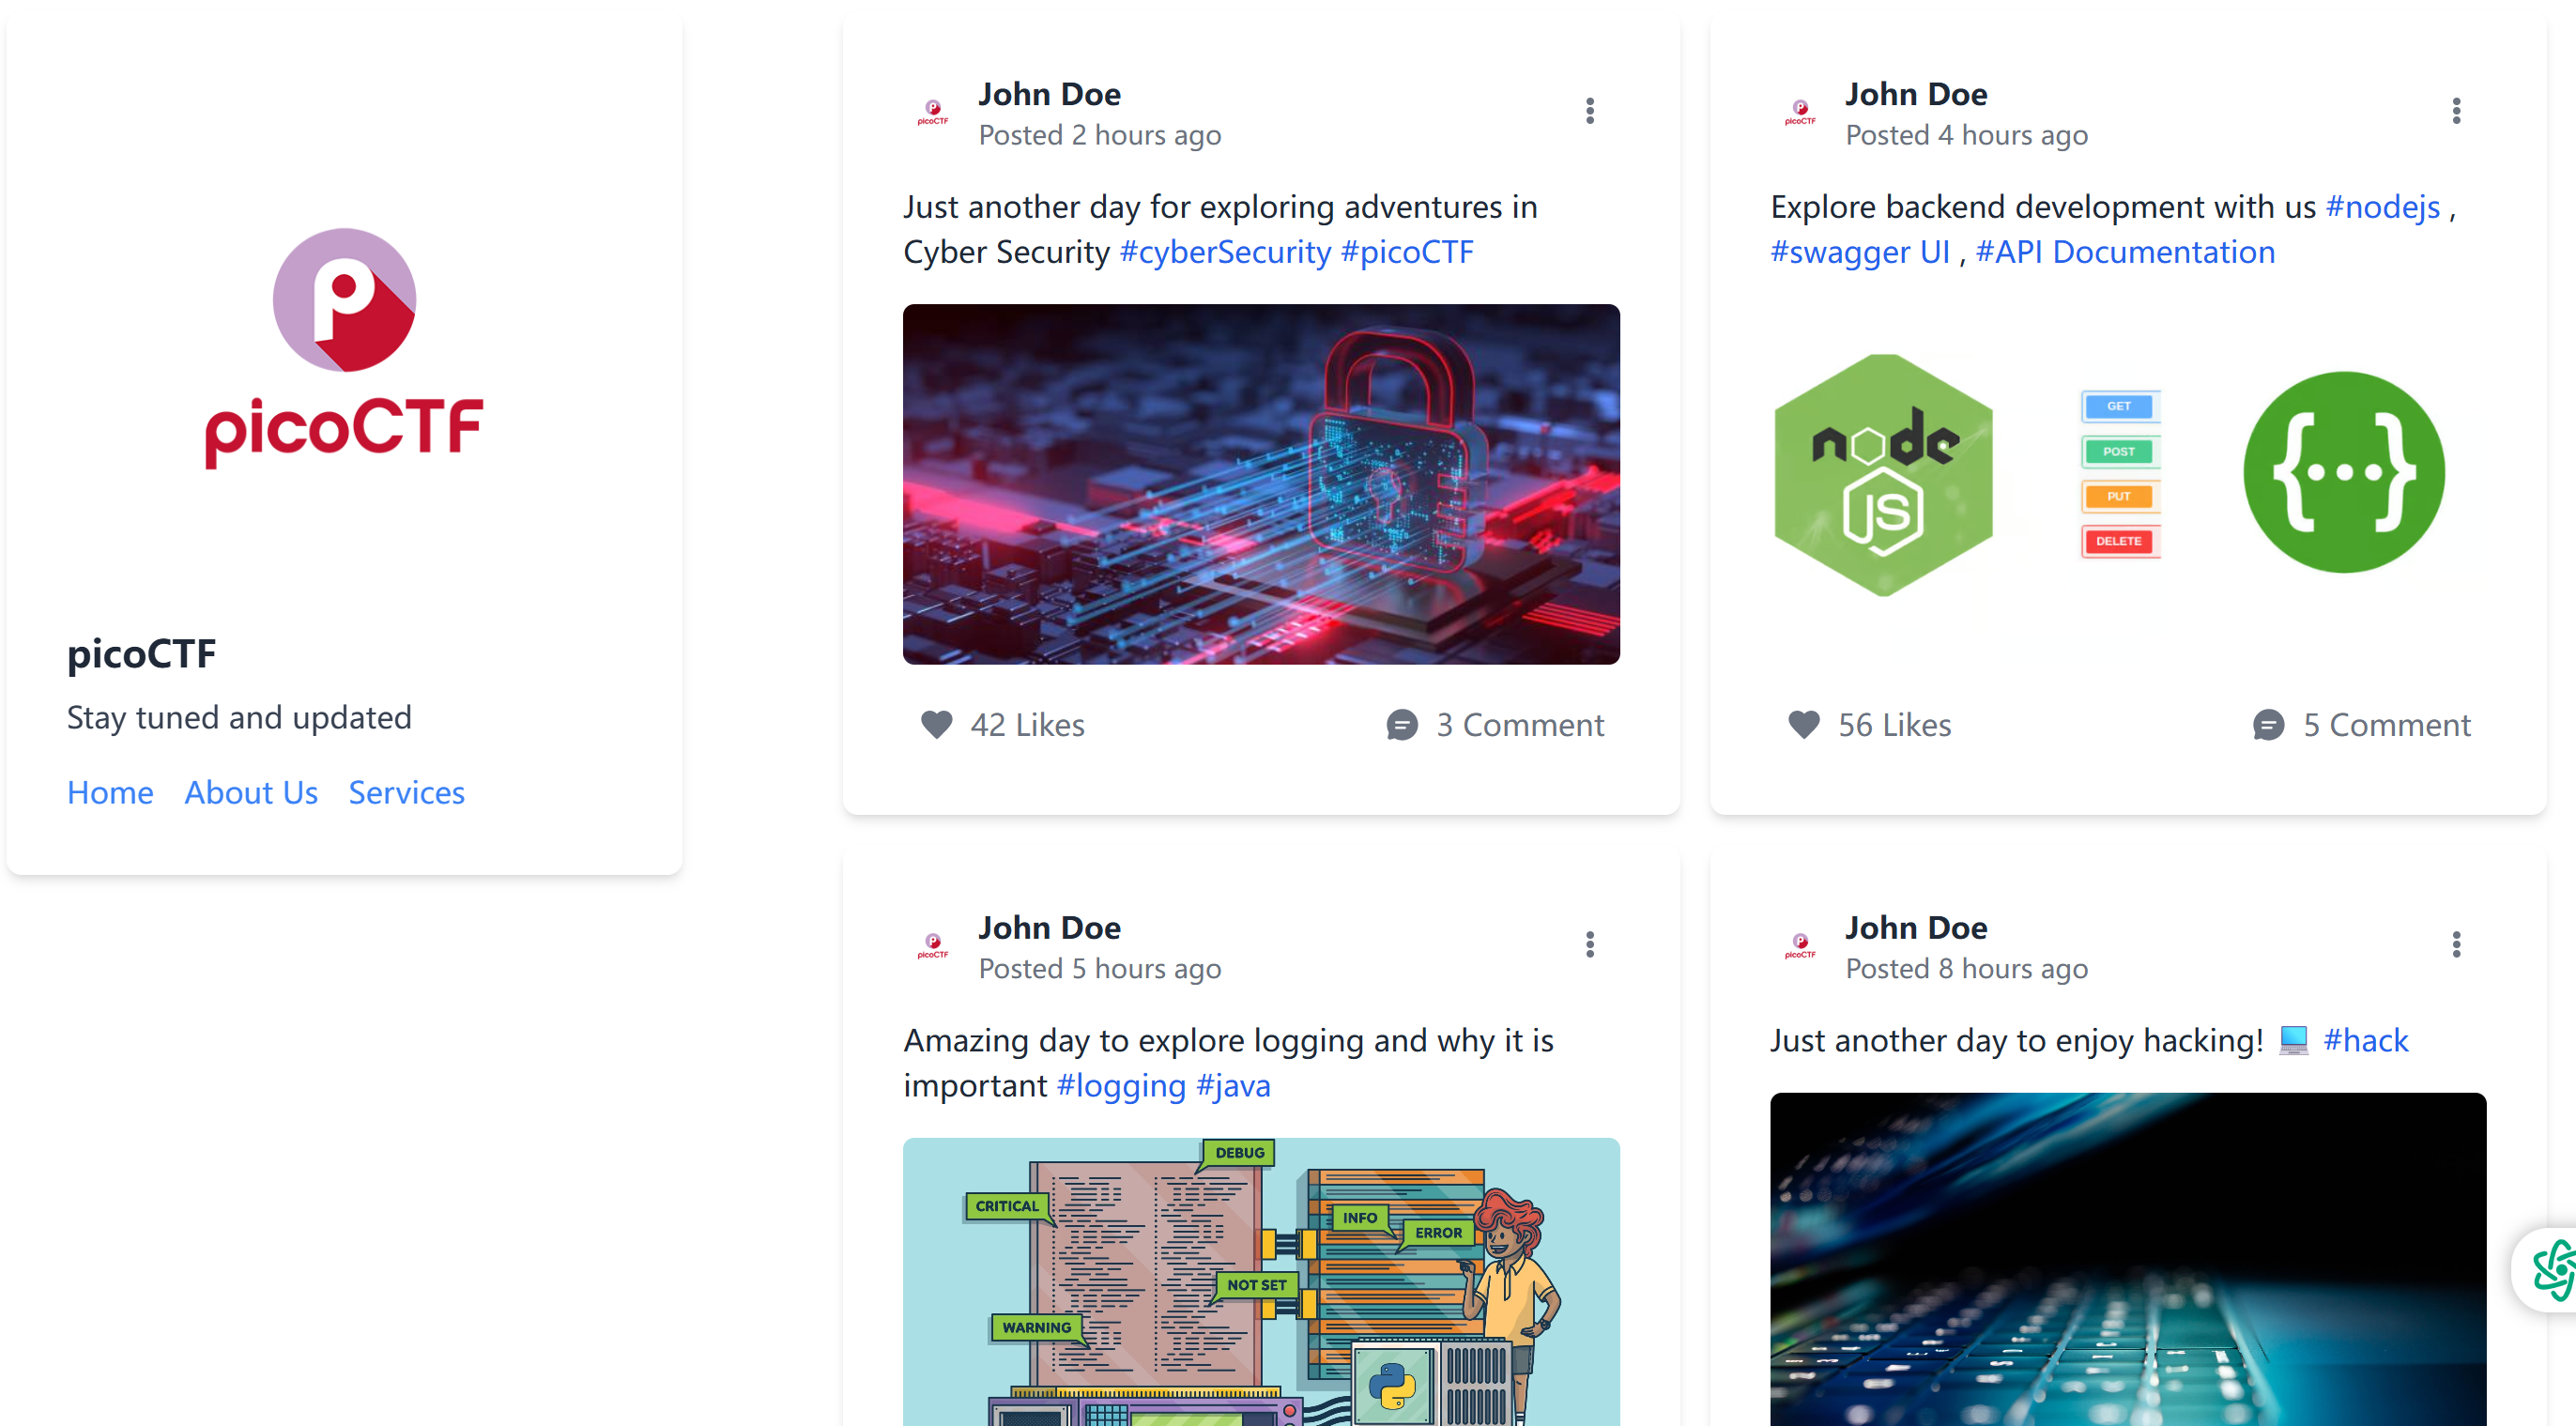 picoCTF
picoCTF
Stay tuned and updated
Home About Us Services
picoCTF
John Doe
Posted 2 hours ago
Just another day for exploring adventures in
Cyber Security #cyberSecurity #picoCTF
42 Likes
3 Comment
picoCTF
John Doe
Posted 4 hours ago
Explore backend development with us #nodejs ,
#swagger UI , #API Documentation
node
JS
GET
POST
PUT
DELETE
{...}
56 Likes
5 Comment
picoCTF
John Doe
Posted 5 hours ago
Amazing day to explore logging and why it is
important #logging #java
DEBUG
CRITICAL
INFO
ERROR
NOT SET
WARNING
picoCTF
John Doe
Posted 8 hours ago
Just another day to enjoy hacking! 💻 #hack